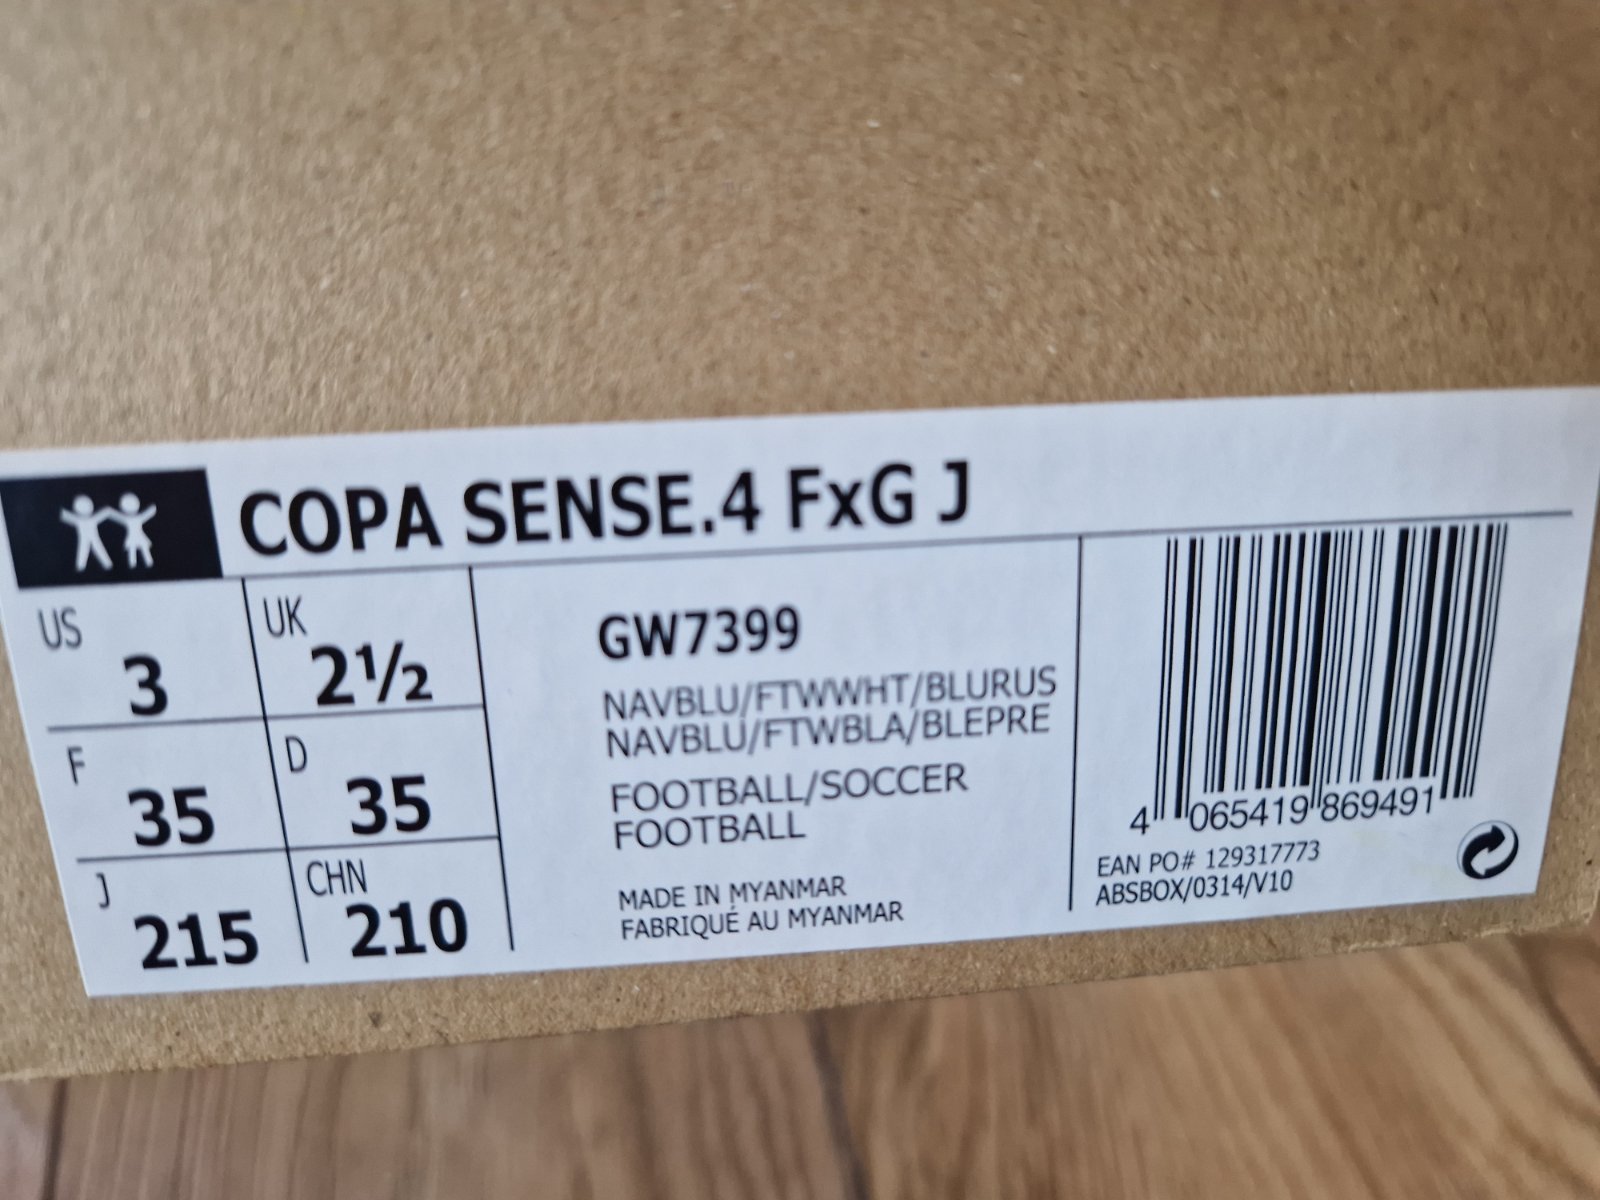 COPA SENSE.4 FxG J
US 3
UK 2½
F 35
D 35
J 215
CHN 210
GW7399
NAVBLU/FTWWHT/BLURUS
NAVBLU/FTWBLA/BLEPRE
FOOTBALL/SOCCER
FOOTBALL
MADE IN MYANMAR
FABRIQUÉ AU MYANMAR
4 065419 869491
EAN PO# 129317773
ABSBOX/0314/V10